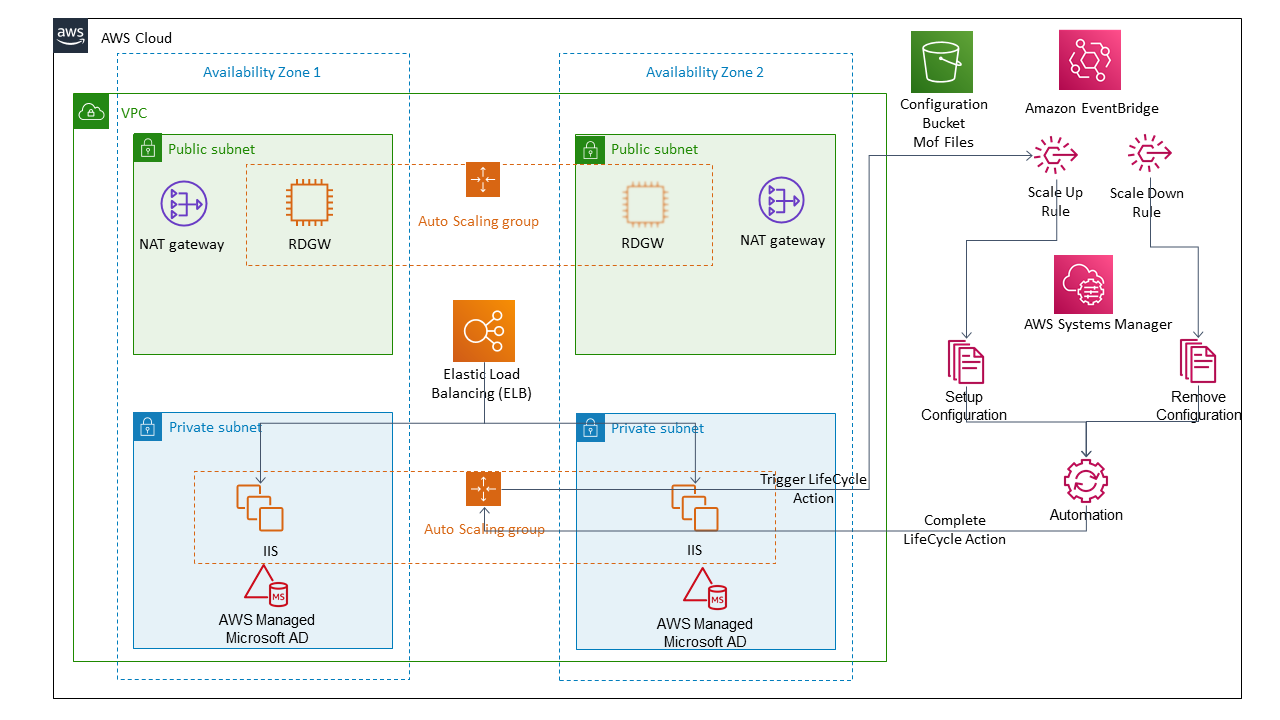 aws
AWS Cloud
Availability Zone 1
Availability Zone 2
VPC
Public subnet
Public subnet
NAT gateway
RDGW
Auto Scaling group
RDGW
NAT gateway
Elastic Load
Balancing (ELB)
Private subnet
Private subnet
IIS
Auto Scaling group
IIS
MS
AWS Managed
Microsoft AD
MS
AWS Managed
Microsoft AD
Trigger LifeCycle
Action
Configuration
Bucket
Mof Files
Amazon EventBridge
Scale Up
Rule
Scale Down
Rule
AWS Systems Manager
Setup
Configuration
Remove
Configuration
Automation
Complete
LifeCycle Action